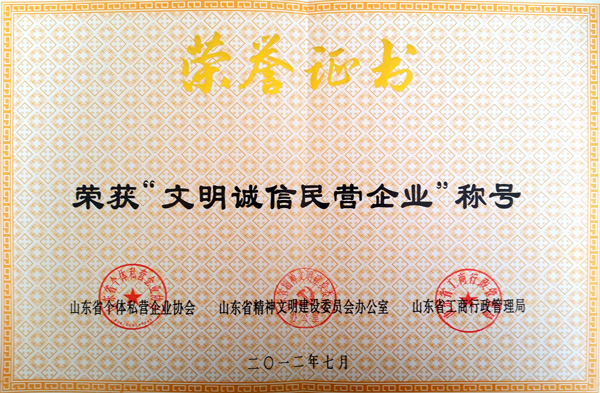 荣誉证书
荣获“文明诚信民营企业”称号
山东省个体私营企业协会 山东省精神文明建设委员会办公室 山东省工商行政管理局
二〇一二年七月